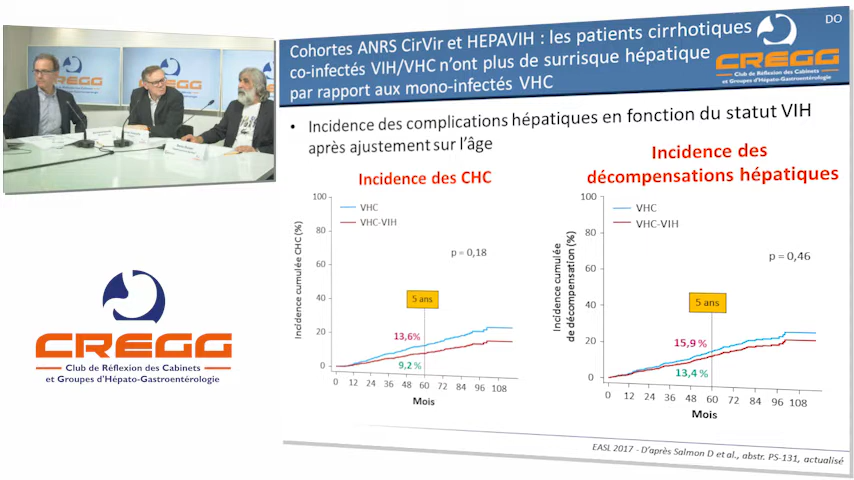 Cohortes ANRS CirVir et HEPAVIH : les patients cirrhotiques
co-infectés VIH/VHC n'ont plus de surrisque hépatique
par rapport aux mono-infectés VHC
DO
CREGG
Club de Réflexion des Cabinets
et Groupes d'Hépato-Gastroentérologie
• Incidence des complications hépatiques en fonction du statut VIH
après ajustement sur l'âge
Incidence des CHC
100
80
60
40
20
0
Incidence cumulée CHC (%)
VHC
VHC-VIH
p = 0,18
5 ans
13,6%
9,2 %
0 12 24 36 48 60 72 84 96 108
Mois
Incidence des
décompensations hépatiques
100
80
60
40
20
0
Incidence cumulée
de décompensation (%)
VHC
VHC-VIH
p = 0,46
5 ans
15,9 %
13,4 %
0 12 24 36 48 60 72 84 96 108
Mois
EASL 2017 - D'après Salmon D et al., abstr. PS-131, actualisé
CREGG
Club de Réflexion des Cabinets
et Groupes d'Hépato-Gastroentérologie
CREGG
CREGG